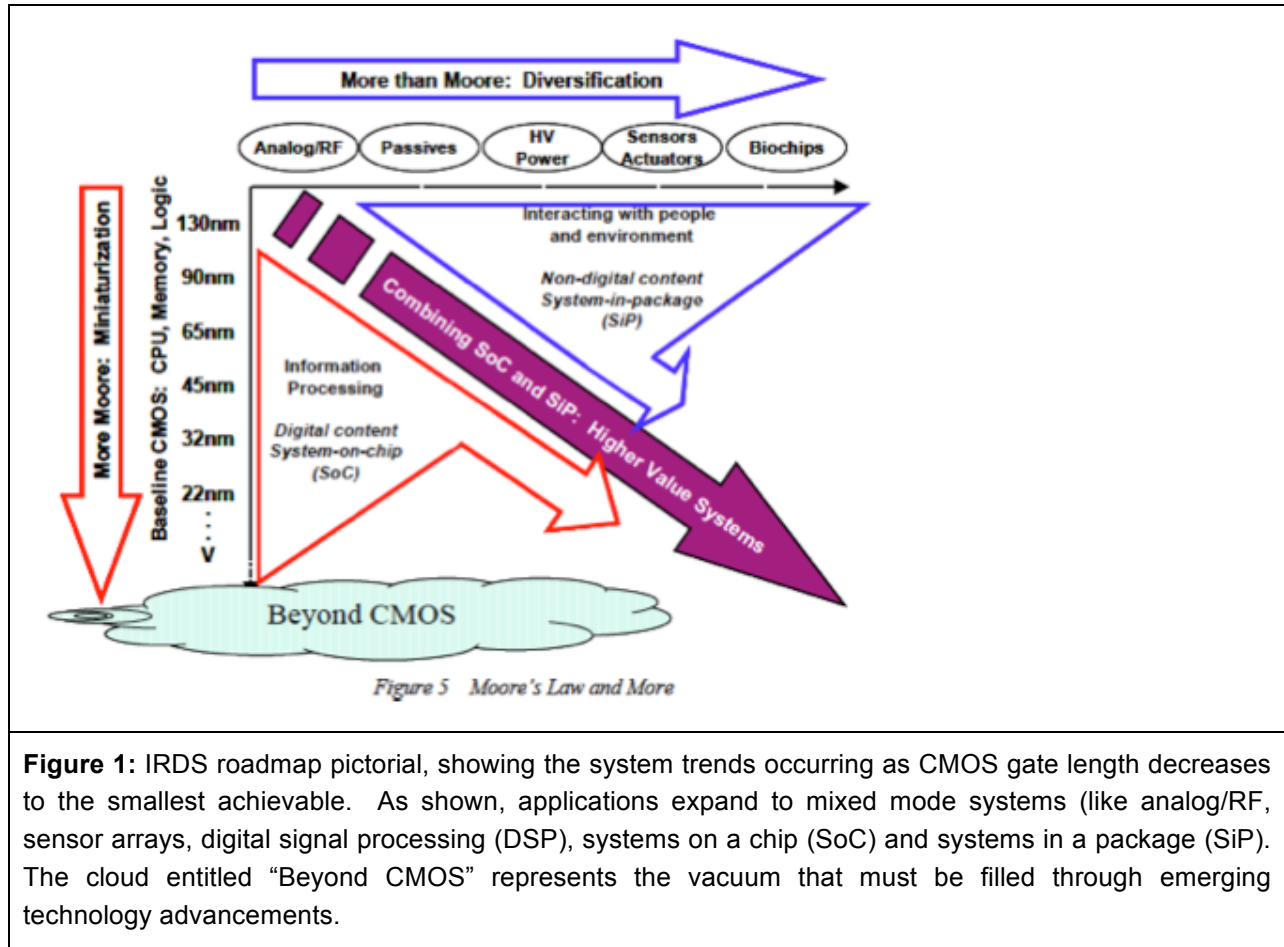 More than Moore: Diversification
Analog/RF
Passives
HV
Power
Sensors
Actuators
Biochips
More Moore: Miniaturization
Baseline CMOS: CPU, Memory, Logic
130nm
90nm
65nm
45nm
32nm
22nm
V
Interacting with people
and environment
Non-digital content
System-in-package
(SiP)
Combining SoC and SiP: Higher Value Systems
Information
Processing
Digital content
System-on-chip
(SoC)
Beyond CMOS
Figure 5 Moore's Law and More
Figure 1: IRDS roadmap pictorial, showing the system trends occurring as CMOS gate length decreases
to the smallest achievable. As shown, applications expand to mixed mode systems (like analog/RF,
sensor arrays, digital signal processing (DSP), systems on a chip (SoC) and systems in a package (SiP).
The cloud entitled “Beyond CMOS” represents the vacuum that must be filled through emerging
technology advancements.